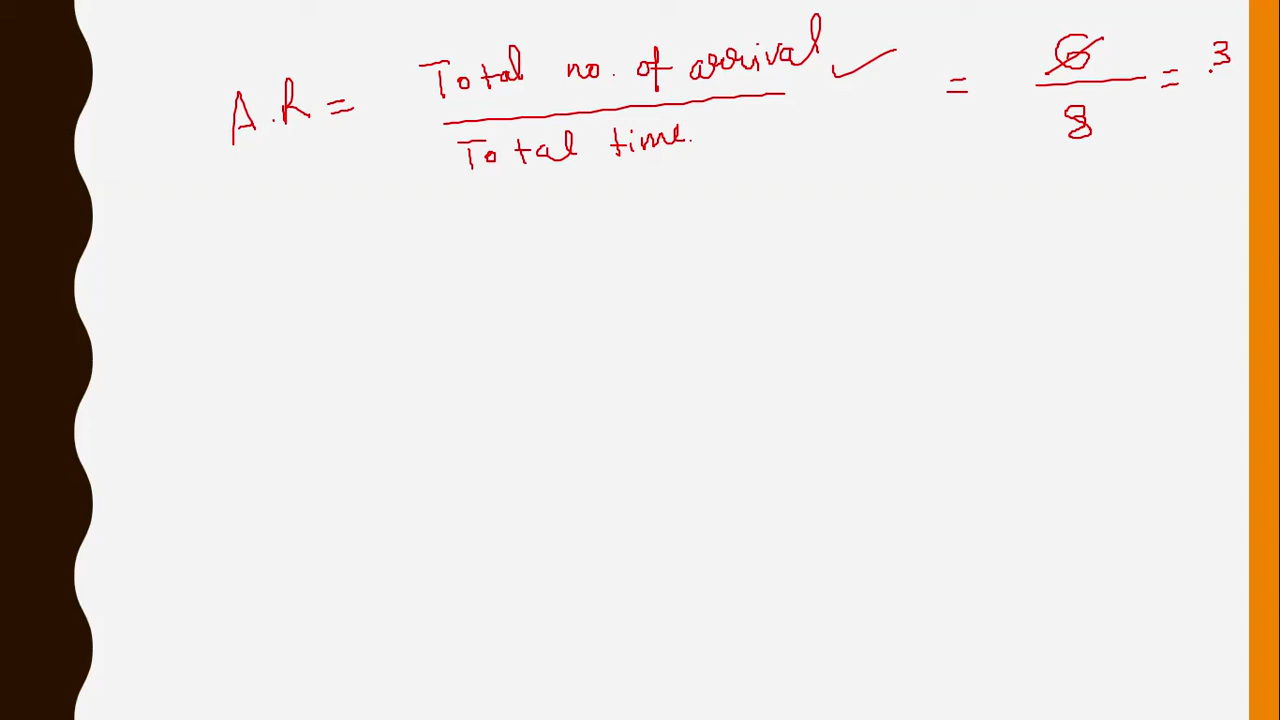 A.R = Total no. of arrival ✓ = 6 = .3
Total time. 8